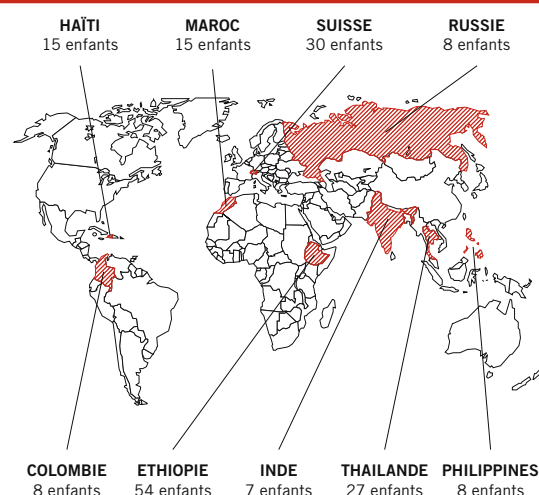 HAÏTI
15 enfants
MAROC
15 enfants
SUISSE
30 enfants
RUSSIE
8 enfants
COLOMBIE
8 enfants
ETHIOPIE
54 enfants
INDE
7 enfants
THAILANDE
27 enfants
PHILIPPINES
8 enfants